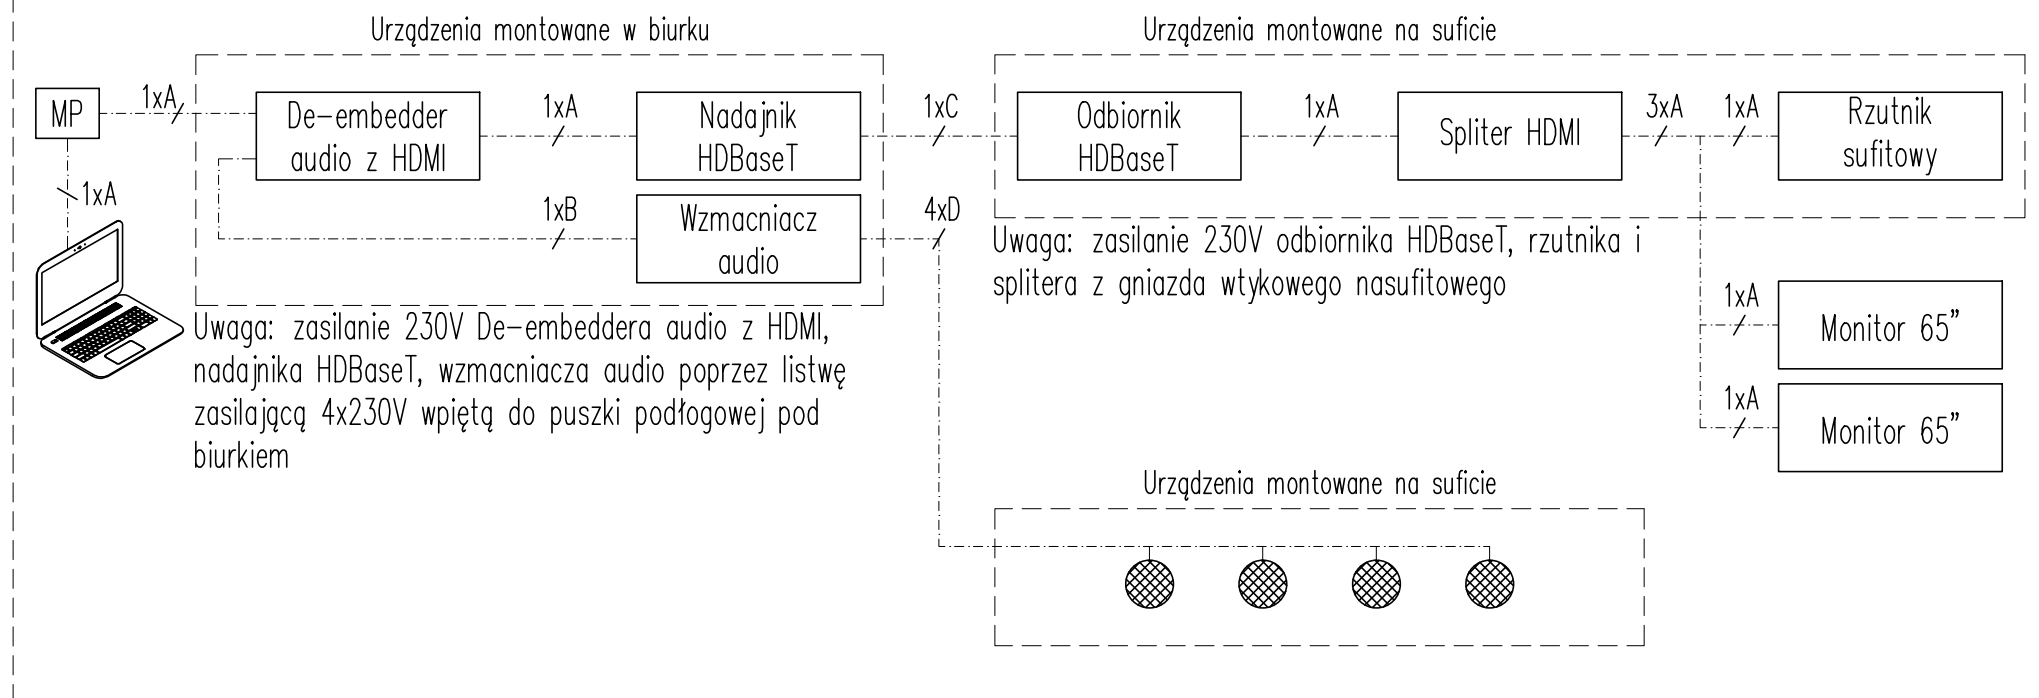 Urządzenia montowane w biurku
Urządzenia montowane na suficie
MP
1xA
De-embedder
audio z HDMI
1xA
Nadajnik
HDBaseT
1xC
Odbiornik
HDBaseT
1xA
Spliter HDMI
3xA
1xA
Rzutnik
sufitowy
1xA
1xB
Wzmacniacz
audio
4xD
Uwaga: zasilanie 230V odbiornika HDBaseT, rzutnika i
splitera z gniazda wtykowego nasufitowego
Uwaga: zasilanie 230V De-embeddera audio z HDMI,
nadajnika HDBaseT, wzmacniacza audio poprzez listwę
zasilającą 4x230V wpiętą do puszki podłogowej pod
biurkiem
1xA
Monitor 65”
1xA
Monitor 65”
Urządzenia montowane na suficie